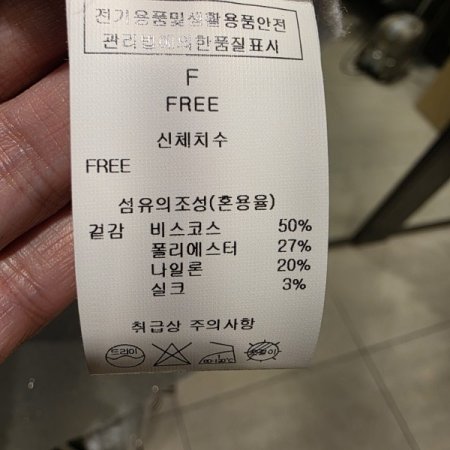 전기용품및생활용품안전
관리법에의한품질표시
F
FREE
신체치수
FREE
섬유의조성(혼용율)
겉감 비스코스 50%
폴리에스터 27%
나일론 20%
실크 3%
취급상 주의사항
드라이